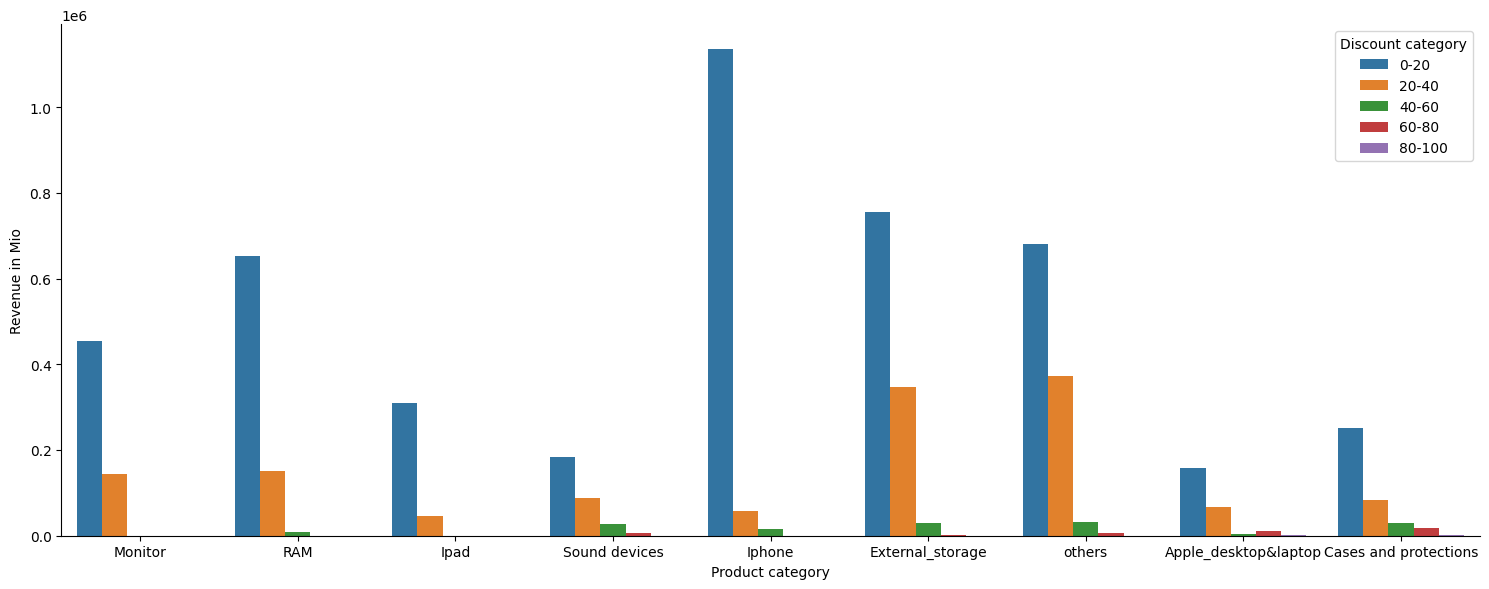 1e6
Discount category
0-20
20-40
40-60
60-80
80-100
Revenue in Mio
1.0
0.8
0.6
0.4
0.2
0.0
Monitor RAM Ipad Sound devices Iphone External_storage others Apple_desktop&laptop Cases and protections
Product category